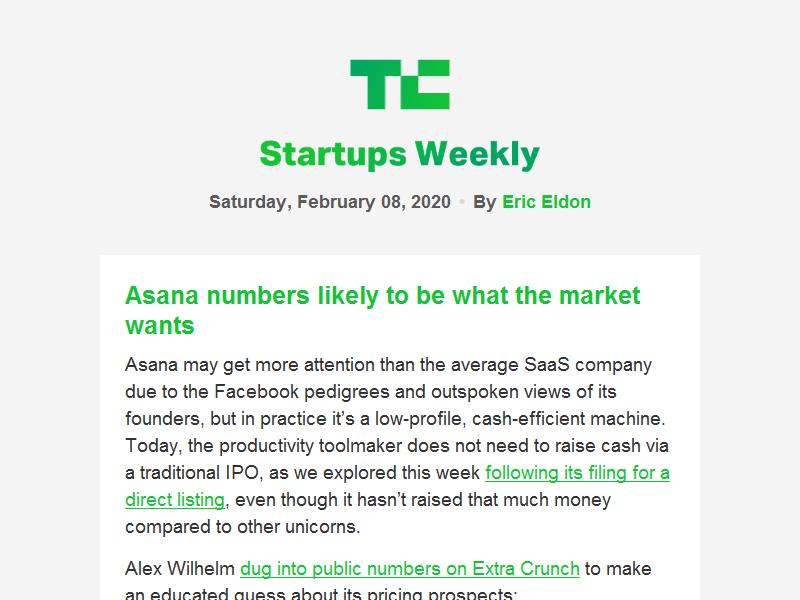 TC
Startups Weekly
Saturday, February 08, 2020 • By Eric Eldon
Asana numbers likely to be what the market
wants
Asana may get more attention than the average SaaS company
due to the Facebook pedigrees and outspoken views of its
founders, but in practice it’s a low-profile, cash-efficient machine.
Today, the productivity toolmaker does not need to raise cash via
a traditional IPO, as we explored this week following its filing for a
direct listing, even though it hasn’t raised that much money
compared to other unicorns.
Alex Wilhelm dug into public numbers on Extra Crunch to make
an educated guess about its pricing prospects: